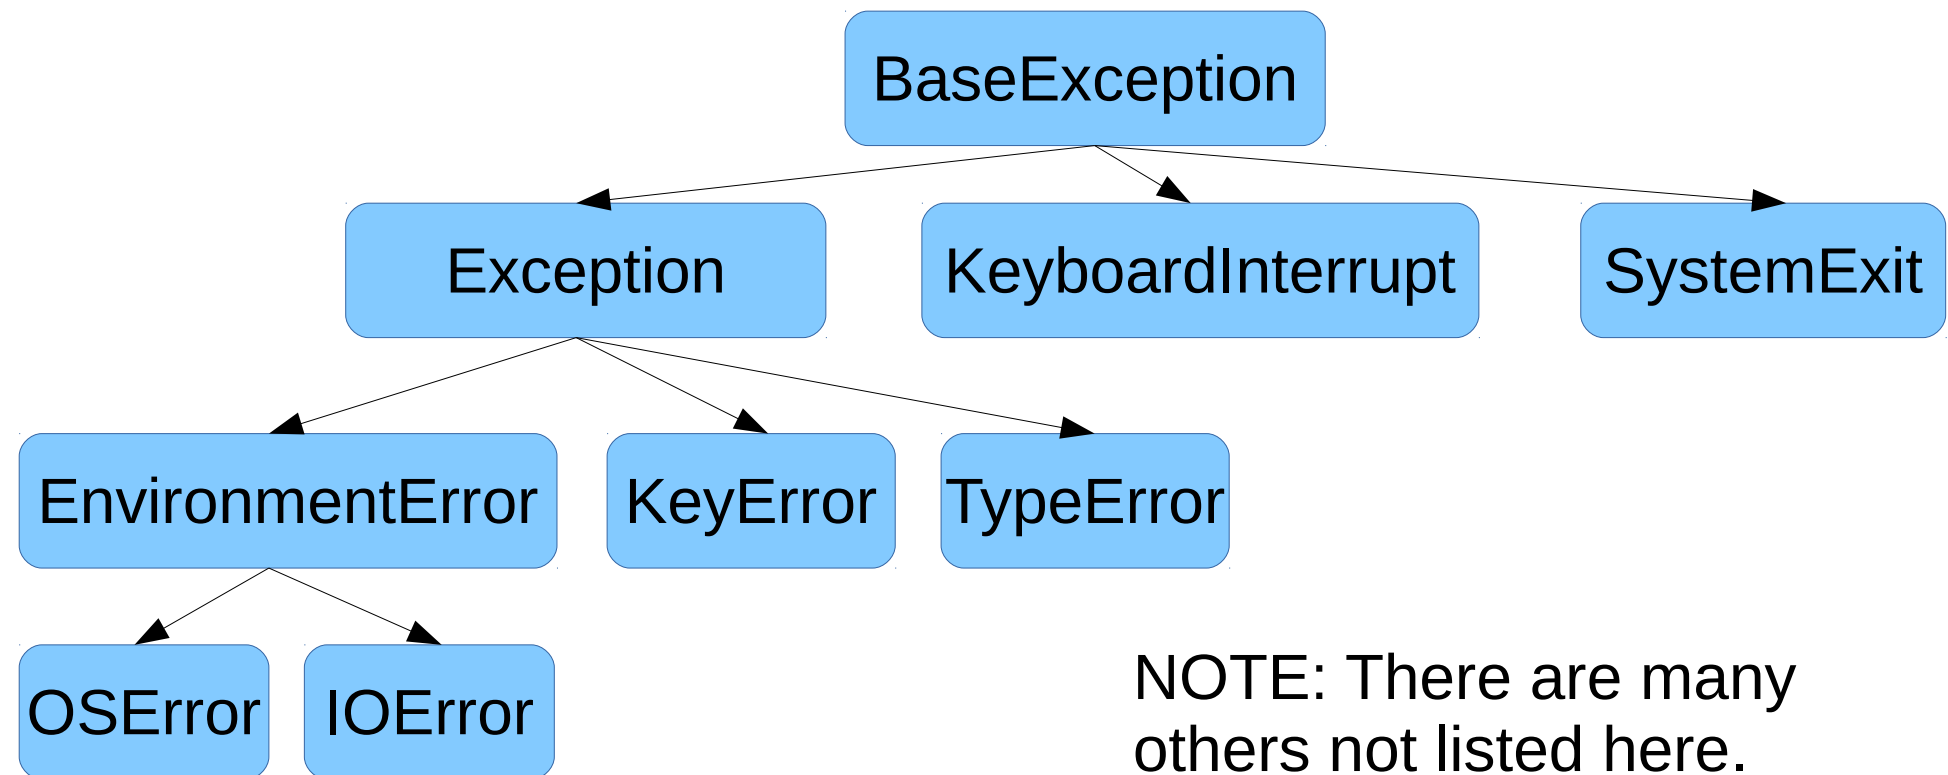 BaseException
Exception
KeyboardInterrupt
SystemExit
EnvironmentError
KeyError
TypeError
OSError
IOError
NOTE: There are many
others not listed here.